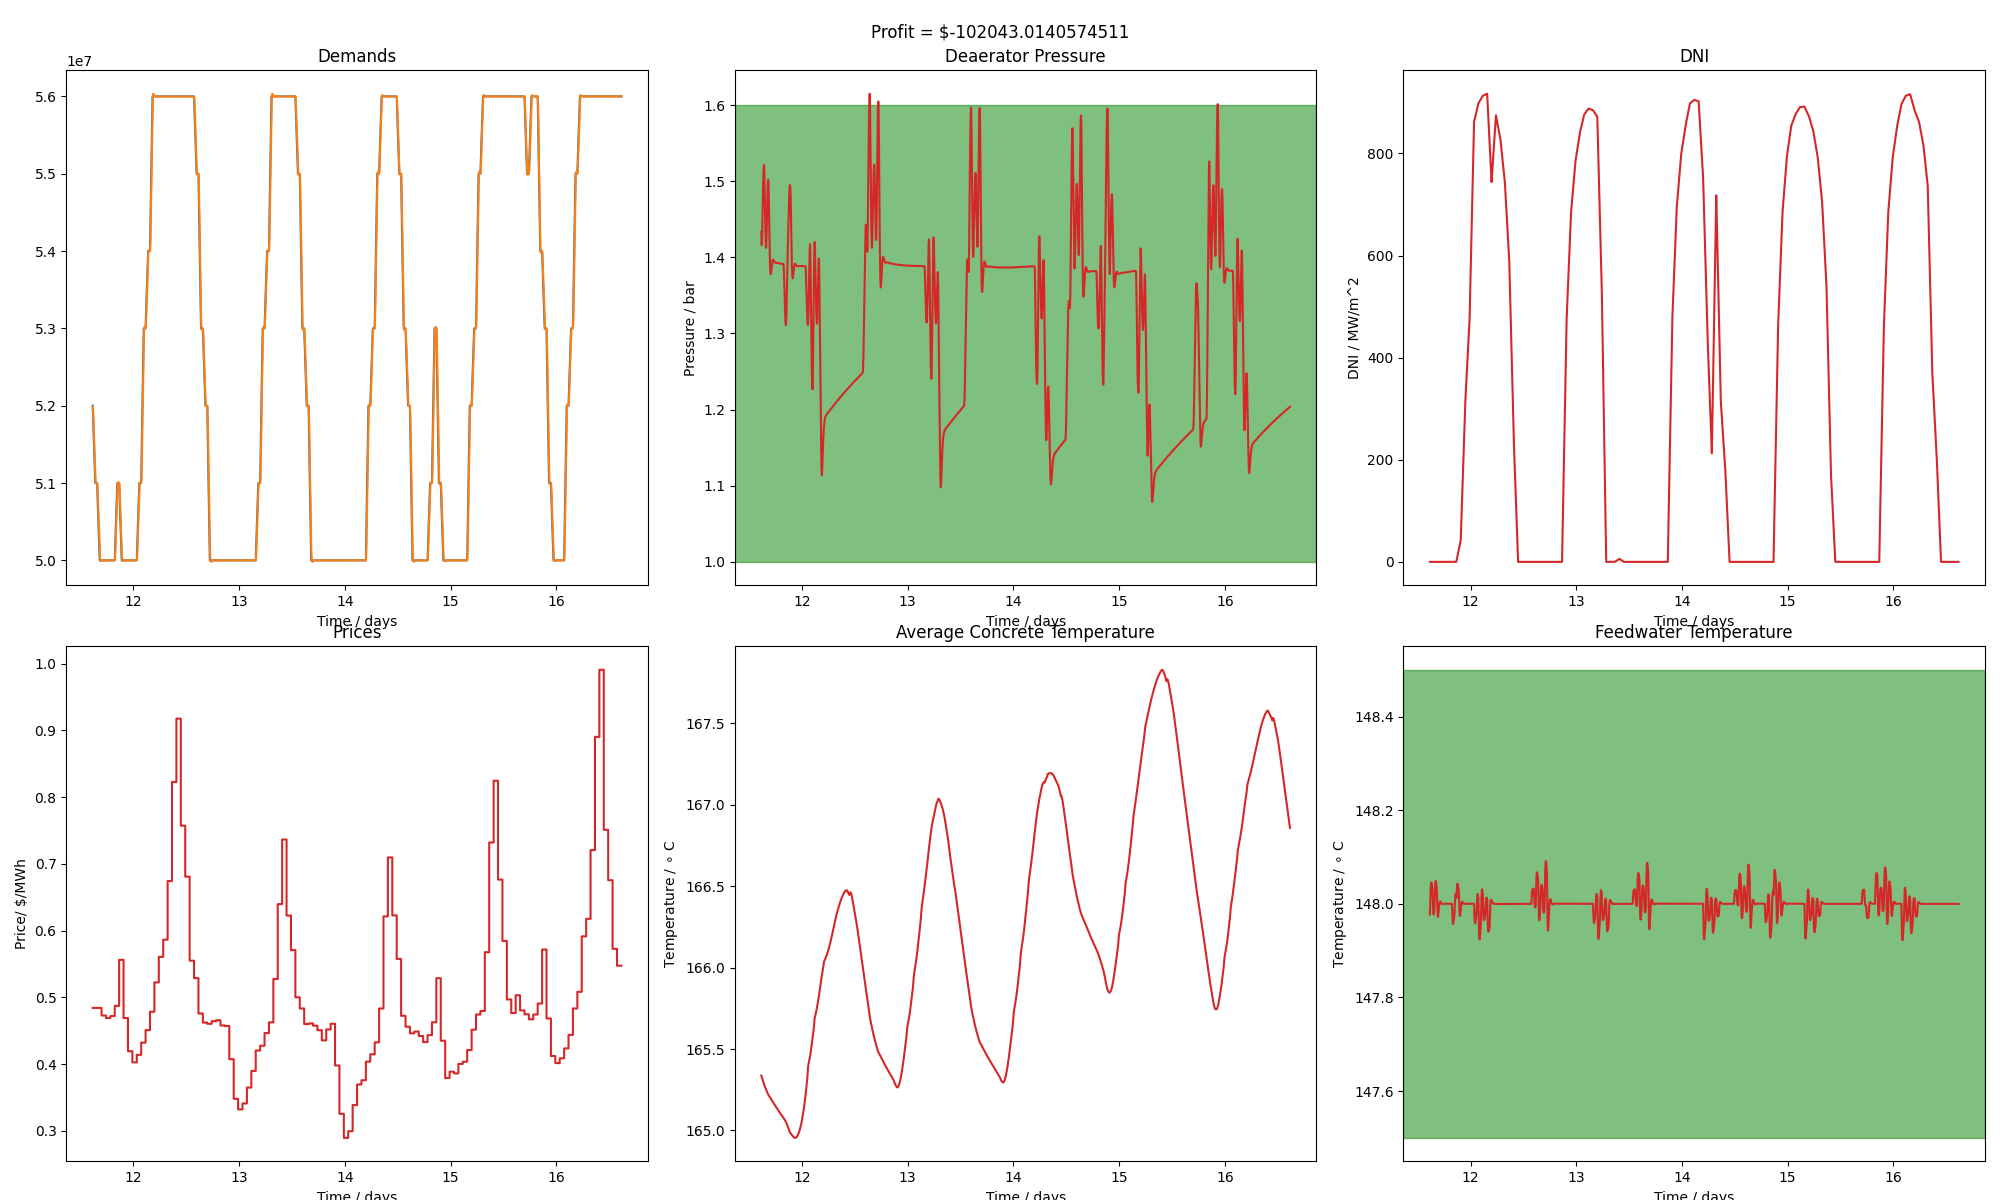 Profit = $-102043.0140574511
Demands
1e7
5.6
5.5
5.4
5.3
5.2
5.1
5.0
12 13 14 15 16
Time / days
Deaerator Pressure
Pressure / bar
1.6
1.5
1.4
1.3
1.2
1.1
1.0
12 13 14 15 16
Time / days
DNI
DNI / MW/m^2
800
600
400
200
0
12 13 14 15 16
Time / days
Prices
Price/ $/MWh
1.0
0.9
0.8
0.7
0.6
0.5
0.4
0.3
12 13 14 15 16
Time / days
Average Concrete Temperature
Temperature / ∘ C
167.5
167.0
166.5
166.0
165.5
165.0
12 13 14 15 16
Time / days
Feedwater Temperature
Temperature / ∘ C
148.4
148.2
148.0
147.8
147.6
12 13 14 15 16
Time / days